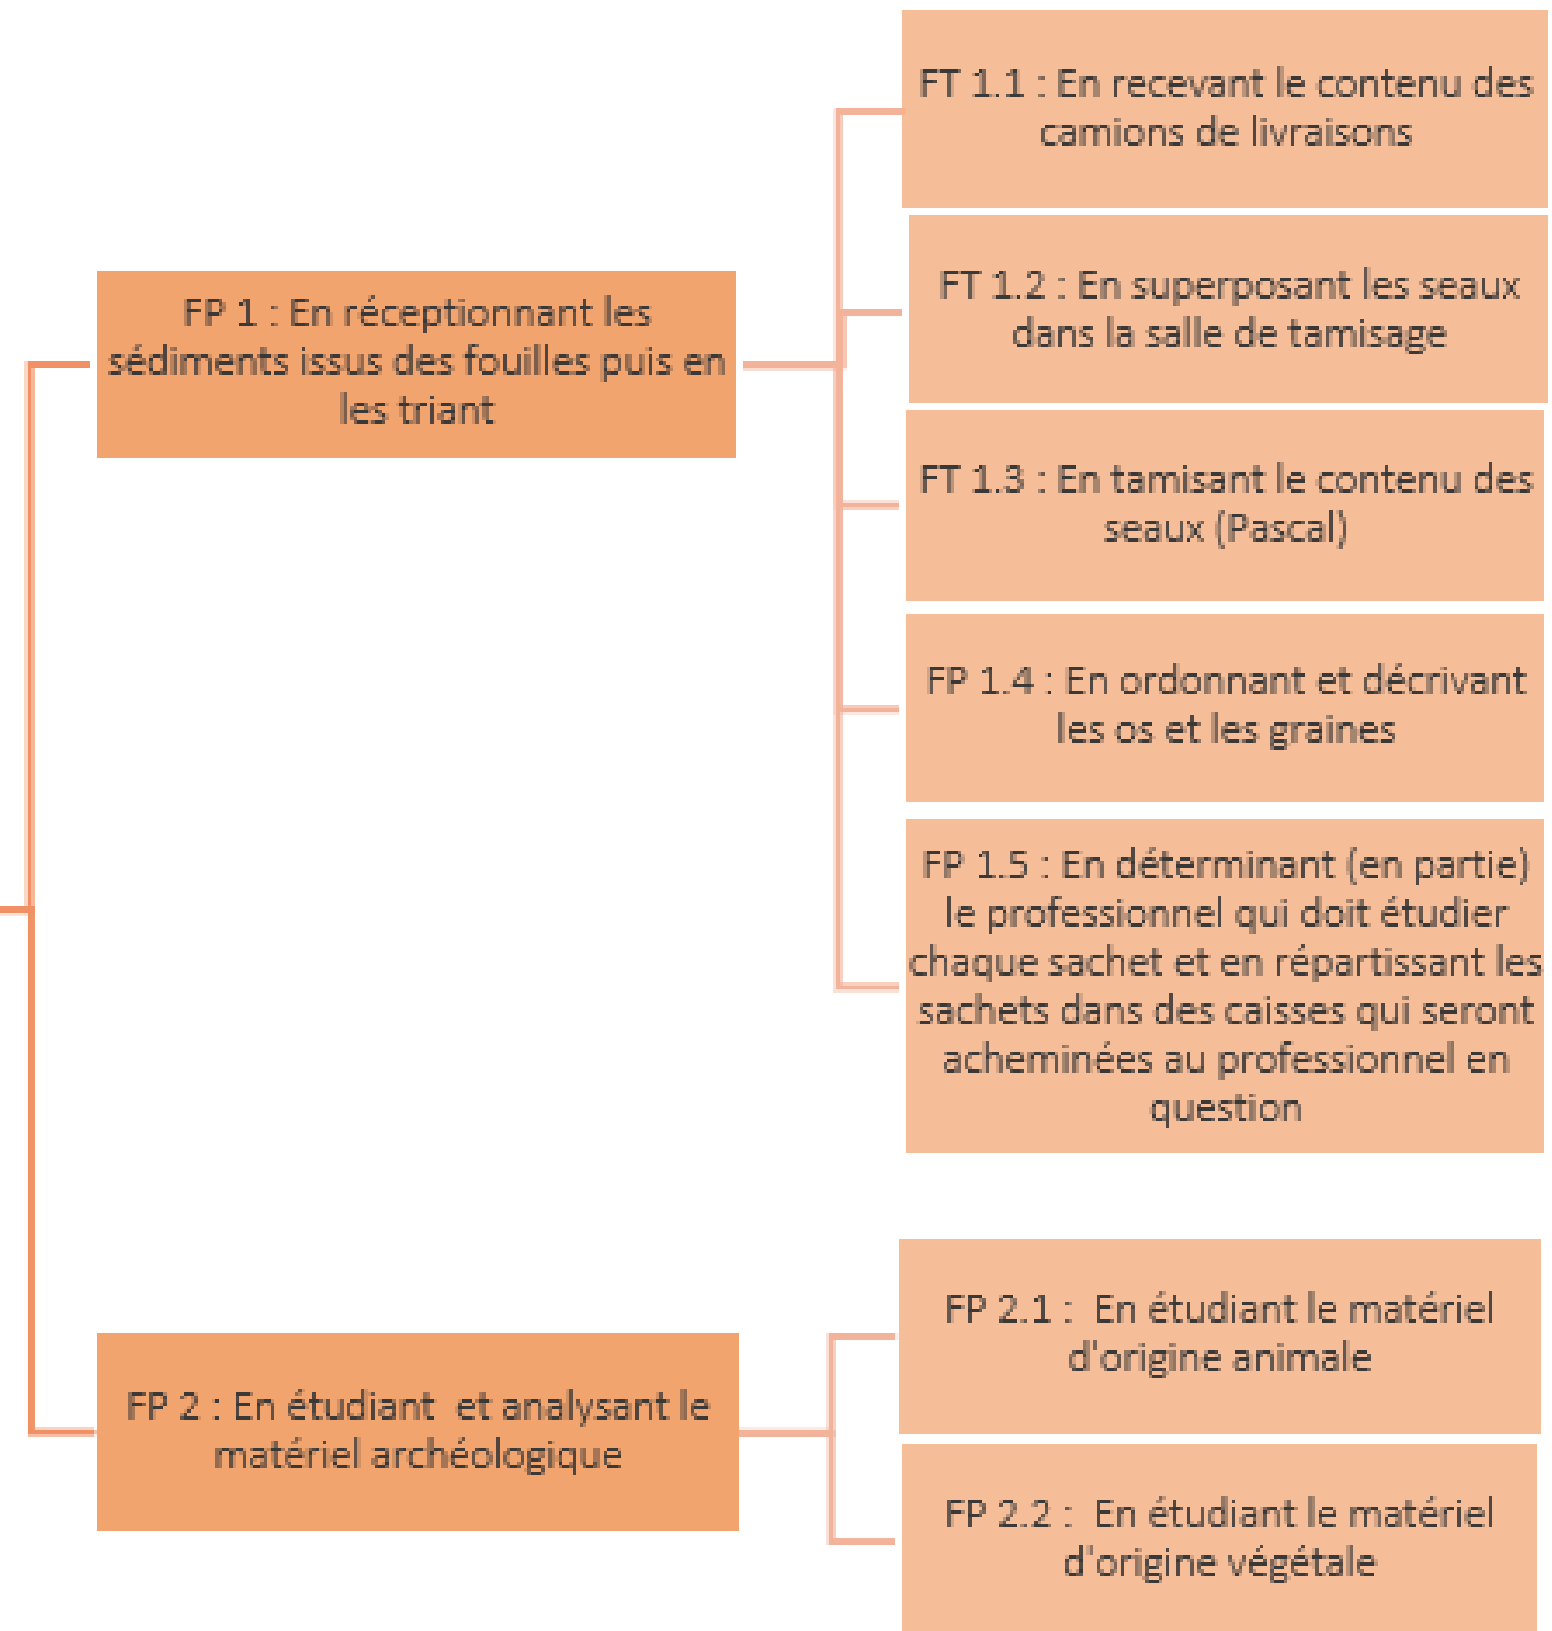 FP 1 : En réceptionnant les
sédiments issus des fouilles puis en
les triant
FT 1.1 : En recevant le contenu des
camions de livraisons
FT 1.2 : En superposant les seaux
dans la salle de tamisage
FT 1.3 : En tamisant le contenu des
seaux (Pascal)
FP 1.4 : En ordonnant et décrivant
les os et les graines
FP 1.5 : En déterminant (en partie)
le professionnel qui doit étudier
chaque sachet et en répartissant les
sachets dans des caisses qui seront
acheminées au professionnel en
question
FP 2 : En étudiant  et analysant le
matériel archéologique
FP 2.1 :  En étudiant le matériel
d'origine animale
FP 2.2 :  En étudiant le matériel
d'origine végétale